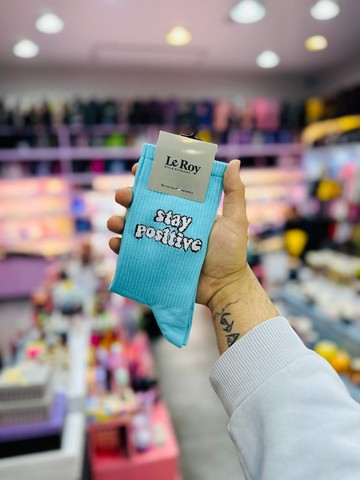 Le Roy
stay
positive